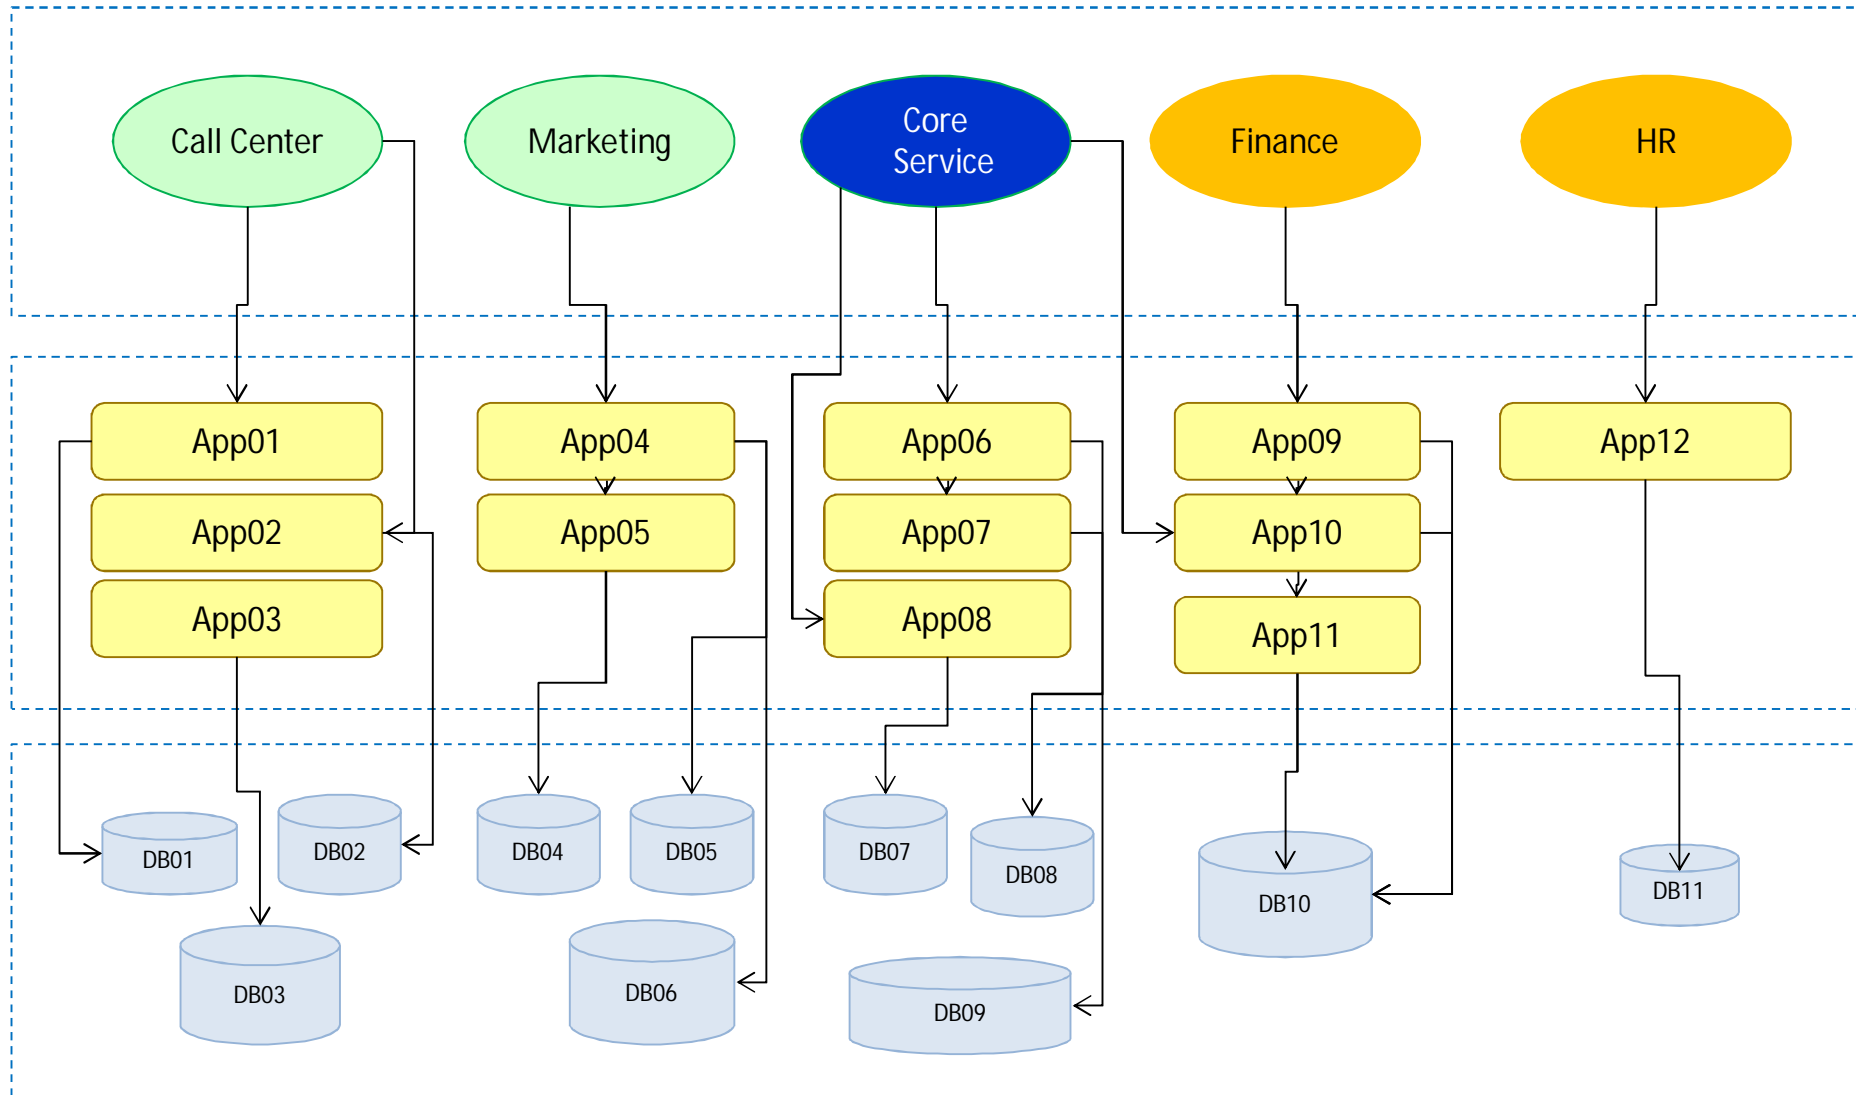 Call Center
Marketing
Core
Service
Finance
HR
App01
App04
App06
App09
App12
App02
App05
App07
App10
App03
App08
App11
DB01
DB02
DB04
DB05
DB07
DB08
DB10
DB11
DB03
DB06
DB09